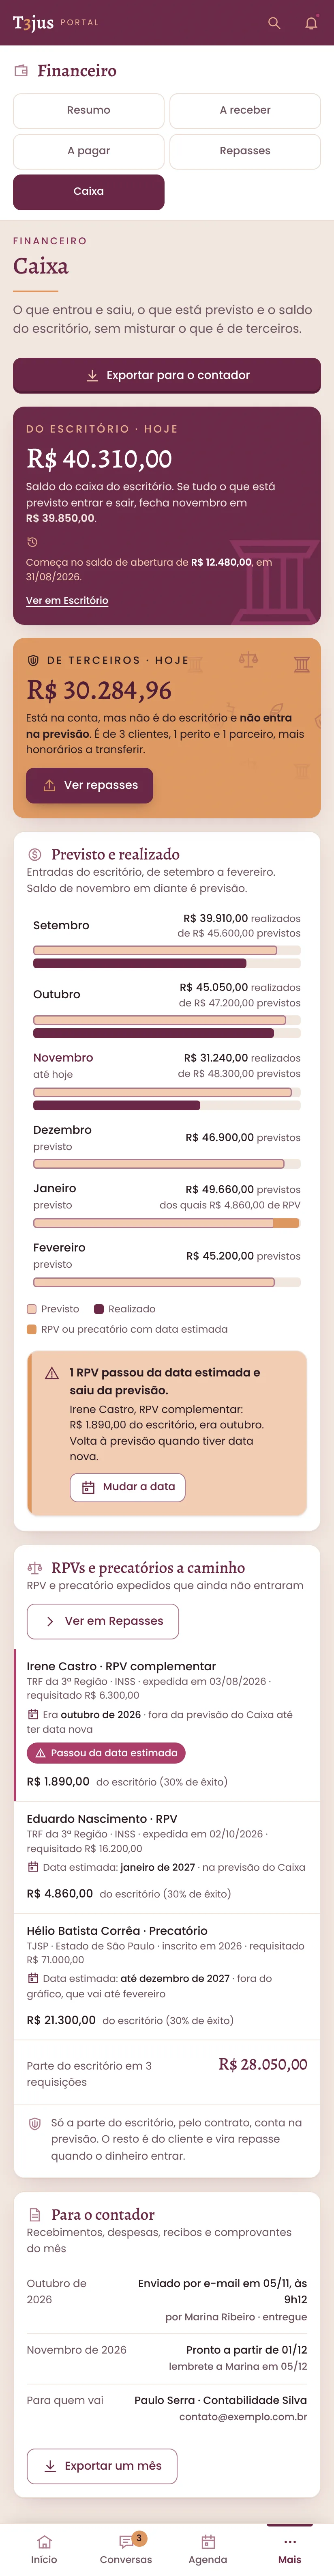 T3jus PORTAL
Financeiro
Resumo
A receber
A pagar
Repasses
Caixa
FINANCEIRO
Caixa
O que entrou e saiu, o que está previsto e o saldo
do escritório, sem misturar o que é de terceiros.
Exportar para o contador
DO ESCRITÓRIO · HOJE
R$ 40.310,00
Saldo do caixa do escritório. Se tudo o que está
previsto entrar e sair, fecha novembro em
R$ 39.850,00.
Começa no saldo de abertura de R$ 12.480,00, em
31/08/2026.
Ver em Escritório
DE TERCEIROS · HOJE
R$ 30.284,96
Está na conta, mas não é do escritório e não entra
na previsão. É de 3 clientes, 1 perito e 1 parceiro, mais
honorários a transferir.
Ver repasses
Previsto e realizado
Entradas do escritório, de setembro a fevereiro.
Saldo de novembro em diante é previsão.
Setembro
R$ 39.910,00 realizados
de R$ 45.600,00 previstos
Outubro
R$ 45.050,00 realizados
de R$ 47.200,00 previstos
Novembro
até hoje
R$ 31.240,00 realizados
de R$ 48.300,00 previstos
Dezembro
previsto
R$ 46.900,00 previstos
Janeiro
previsto
R$ 49.660,00 previstos
dos quais R$ 4.860,00 de RPV
Fevereiro
previsto
R$ 45.200,00 previstos
Previsto
Realizado
RPV ou precatório com data estimada
1 RPV passou da data estimada e
saiu da previsão.
Irene Castro, RPV complementar:
R$ 1.890,00 do escritório, era outubro.
Volta à previsão quando tiver data
nova.
Mudar a data
RPVs e precatórios a caminho
RPV e precatório expedidos que ainda não entraram
Ver em Repasses
Irene Castro · RPV complementar
TRF da 3ª Região · INSS · expedida em 03/08/2026 ·
requisitado R$ 6.300,00
Era outubro de 2026 · fora da previsão do Caixa até
ter data nova
Passou da data estimada
R$ 1.890,00 do escritório (30% de êxito)
Eduardo Nascimento · RPV
TRF da 3ª Região · INSS · expedida em 02/10/2026 ·
requisitado R$ 16.200,00
Data estimada: janeiro de 2027 · na previsão do Caixa
R$ 4.860,00 do escritório (30% de êxito)
Hélio Batista Corrêa · Precatório
TJSP · Estado de São Paulo · inscrito em 2026 · requisitado
R$ 71.000,00
Data estimada: até dezembro de 2027 · fora do
gráfico, que vai até fevereiro
R$ 21.300,00 do escritório (30% de êxito)
Parte do escritório em 3
requisições
R$ 28.050,00
Só a parte do escritório, pelo contrato, conta na
previsão. O resto é do cliente e vira repasse
quando o dinheiro entrar.
Para o contador
Recebimentos, despesas, recibos e comprovantes
do mês
Outubro de
2026
Enviado por e-mail em 05/11, às
9h12
por Marina Ribeiro · entregue
Novembro de 2026
Pronto a partir de 01/12
lembrete a Marina em 05/12
Para quem vai
Paulo Serra · Contabilidade Silva
contato@exemplo.com.br
Exportar um mês
3
Início
Conversas
Agenda
Mais